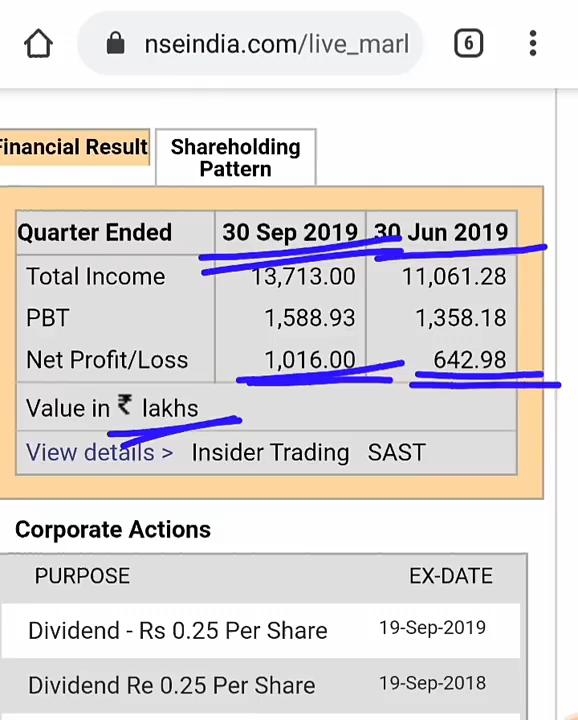 nseindia.com/live_marl
6
Financial Result
Shareholding
Pattern
Quarter Ended 30 Sep 2019 30 Jun 2019
Total Income 13,713.00 11,061.28
PBT 1,588.93 1,358.18
Net Profit/Loss 1,016.00 642.98
Value in ₹ lakhs
View details > Insider Trading SAST
Corporate Actions
PURPOSE EX-DATE
Dividend - Rs 0.25 Per Share 19-Sep-2019
Dividend Re 0.25 Per Share 19-Sep-2018